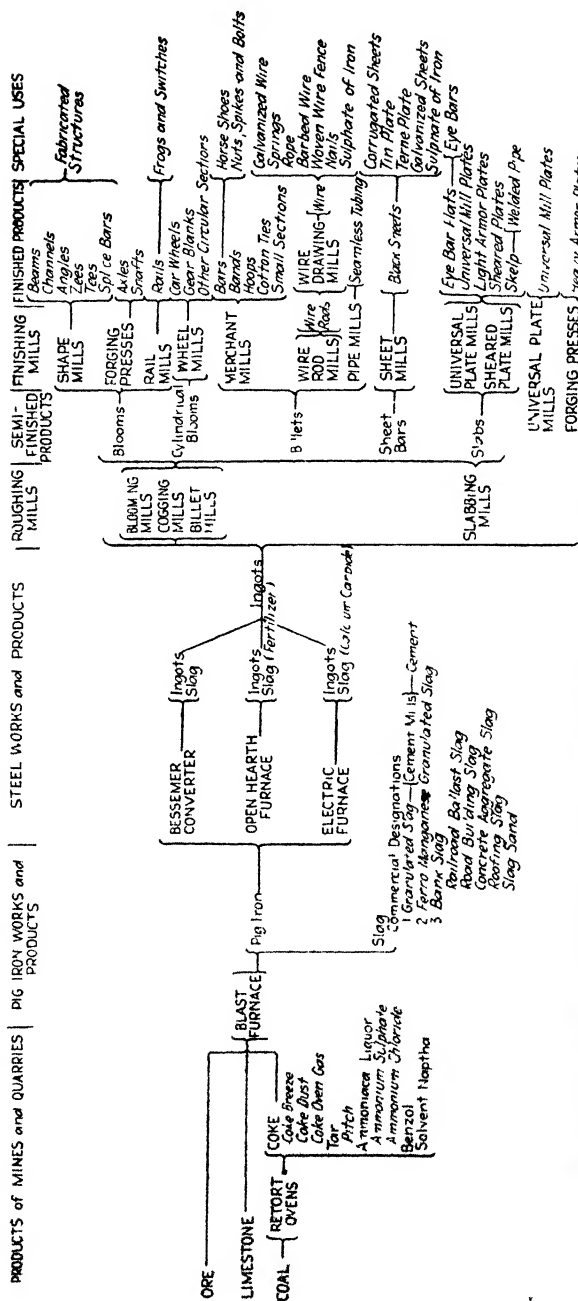 PRODUCTS of MINES and QUARRIES
PIG IRON WORKS and PRODUCTS
STEEL WORKS and PRODUCTS
ROUGHING MILLS
SEMI-FINISHED PRODUCTS
FINISHING MILLS
FINISHED PRODUCTS
SPECIAL USES
ORE
LIMESTONE
COAL
RETORT OVENS
COKE
Coke Breeze
Coke Dust
Coke Oven Gas
Tar
Pitch
Ammoniaca Liquor
Ammonium Sulphate
Ammonium Chloride
Benzol
Solvent Naptha
BLAST FURNACE
Pig Iron
Slag
Commercial Designations
1 Granulated Slag
Cement Mills
Cement
2 Ferro Manganese Granulated Slag
3 Bank Slag
Railroad Ballast Slag
Road Building Slag
Concrete Aggregate Slag
Roofing Slag
Slag Sand
BESSEMER CONVERTER
Ingots
Slag
OPEN HEARTH FURNACE
Ingots
Slag (Fertilizer)
ELECTRIC FURNACE
Ingots
Slag (Calcium Carbide)
Ingots
BLOOMING MILLS
COGGING MILLS
BILLET MILLS
SLABBING MILLS
Blooms
Cylindrical Blooms
Billets
Sheet Bars
Slabs
SHAPE MILLS
Beams
Channels
Angles
Zees
Tees
Splice Bars
Fabricated Structures
FORGING PRESSES
Axles
Shafts
RAIL MILLS
Rails
Frogs and Switches
WHEEL MILLS
Car Wheels
Gear Blanks
Other Circular Sections
MERCHANT MILLS
Bars
Bands
Hoops
Cotton Ties
Small Sections
Horse Shoes
Nuts, Spikes and Bolts
WIRE ROD MILLS
Wire Rods
WIRE DRAWING MILLS
Wire
Galvanized Wire
Springs
Rope
Barbed Wire
Woven Wire Fence
Nails
Sulphate of Iron
PIPE MILLS
Seamless Tubing
SHEET MILLS
Black Sheets
Corrugated Sheets
Tin Plate
Terne Plate
Galvanized Sheets
Sulphate of Iron
UNIVERSAL PLATE MILLS
SHEARED PLATE MILLS
Eye Bar Flats
Eye Bars
Universal Mill Plates
Light Armor Plates
Sheared Plates
Skelp
Welded Pipe
UNIVERSAL PLATE MILLS
Universal Mill Plates
FORGING PRESSES
Armor Plates